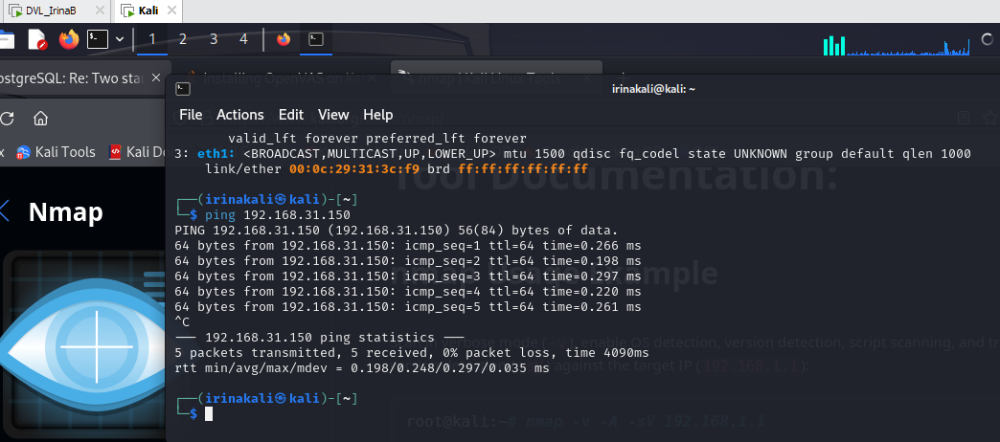 DVL_IrinaB × Kali ×
1 2 3 4
ostgreSQL: Re: Two sta × Installing OpenVAS on K nmap | Kali Linux Tools
irinakali@kali: ~
File Actions Edit View Help
Kali Tools Kali D
Nmap
valid_lft forever preferred_lft forever
3: eth1: <BROADCAST,MULTICAST,UP,LOWER_UP> mtu 1500 qdisc fq_codel state UNKNOWN group default qlen 1000
link/ether 00:0c:29:31:3c:f9 brd ff:ff:ff:ff:ff:ff
Tool Documentation:
┌──(irinakali㉿kali)-[~]
└─$ ping 192.168.31.150
PING 192.168.31.150 (192.168.31.150) 56(84) bytes of data.
64 bytes from 192.168.31.150: icmp_seq=1 ttl=64 time=0.266 ms
64 bytes from 192.168.31.150: icmp_seq=2 ttl=64 time=0.198 ms
64 bytes from 192.168.31.150: icmp_seq=3 ttl=64 time=0.297 ms
nmap Usage Example
64 bytes from 192.168.31.150: icmp_seq=4 ttl=64 time=0.220 ms
64 bytes from 192.168.31.150: icmp_seq=5 ttl=64 time=0.261 ms
^C
--- 192.168.31.150 ping statistics ---
verbose mode (-v), enable OS detection, version detection, script scanning, and tr
5 packets transmitted, 5 received, 0% packet loss, time 4090ms
rtt min/avg/max/mdev = 0.198/0.248/0.297/0.035 ms
against the target IP (192.168.1.1):
┌──(irinakali㉿kali)-[~]
└─$
root@kali:~# nmap -v -A -sV 192.168.1.1